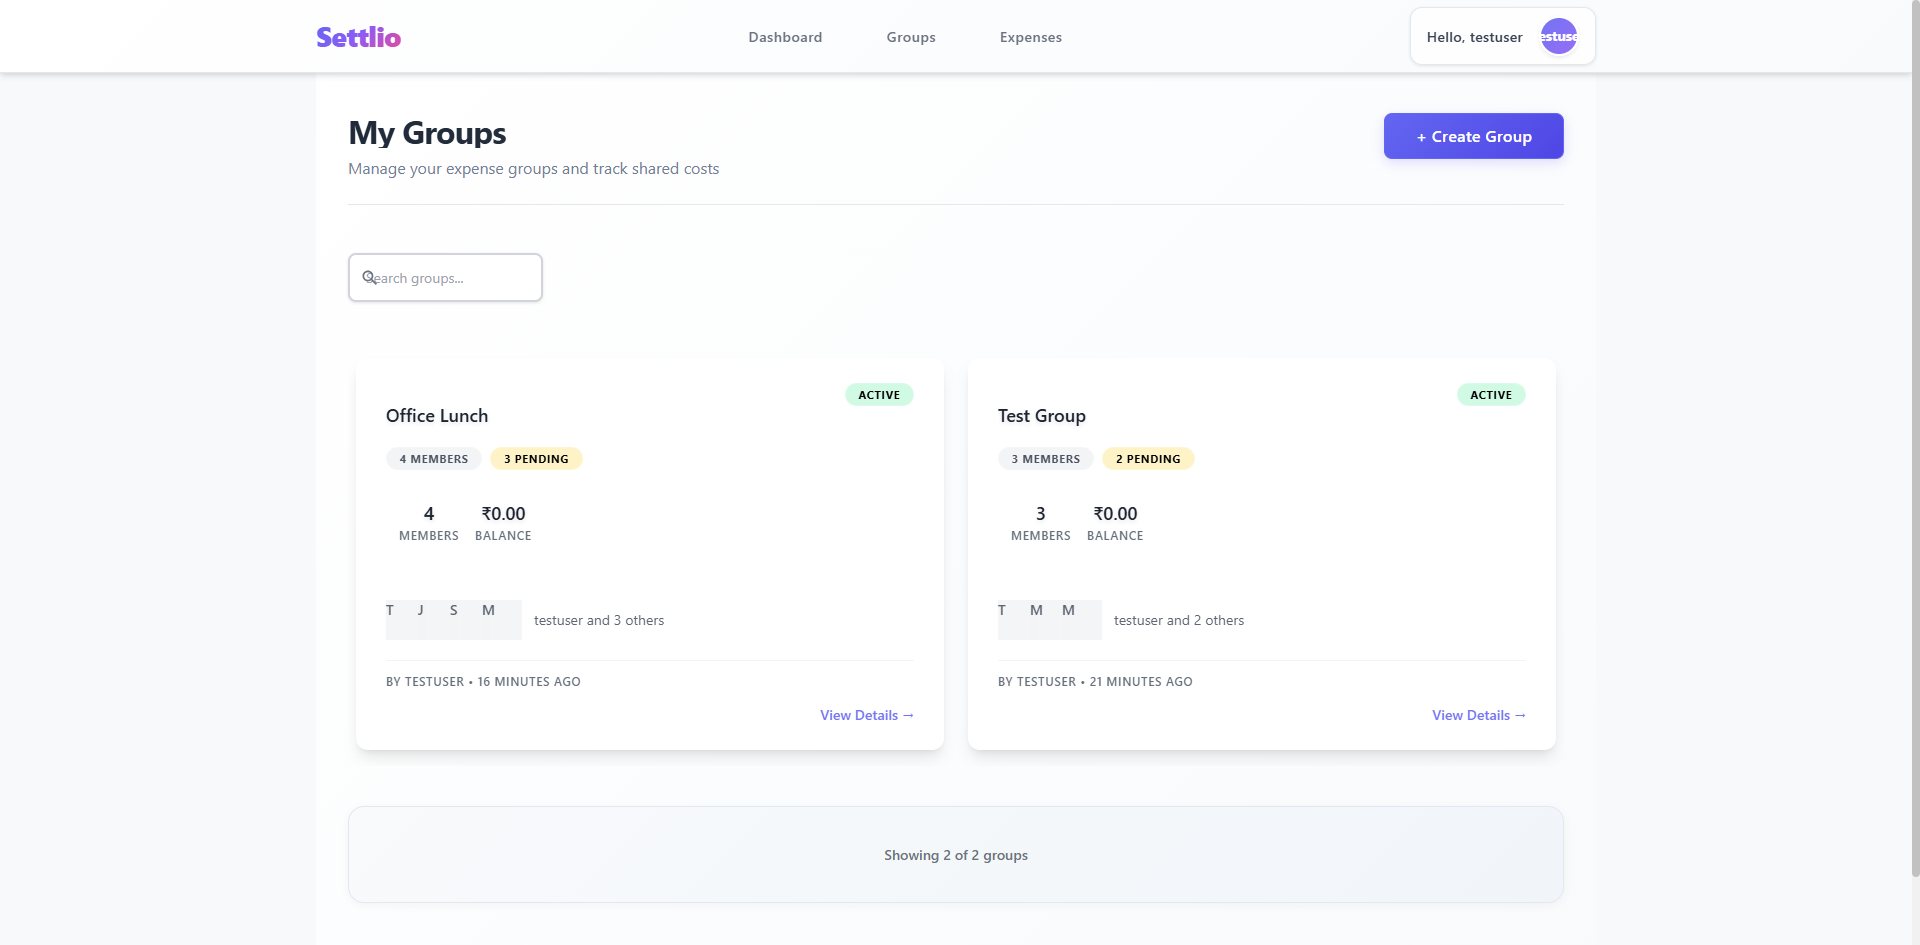 Settlio
Dashboard
Groups
Expenses
Hello, testuser
estuse
My Groups
Manage your expense groups and track shared costs
+ Create Group
Search groups...
ACTIVE
Office Lunch
4 MEMBERS
3 PENDING
4
MEMBERS
₹0.00
BALANCE
T J S M
testuser and 3 others
BY TESTUSER • 16 MINUTES AGO
View Details →
ACTIVE
Test Group
3 MEMBERS
2 PENDING
3
MEMBERS
₹0.00
BALANCE
T M M
testuser and 2 others
BY TESTUSER • 21 MINUTES AGO
View Details →
Showing 2 of 2 groups